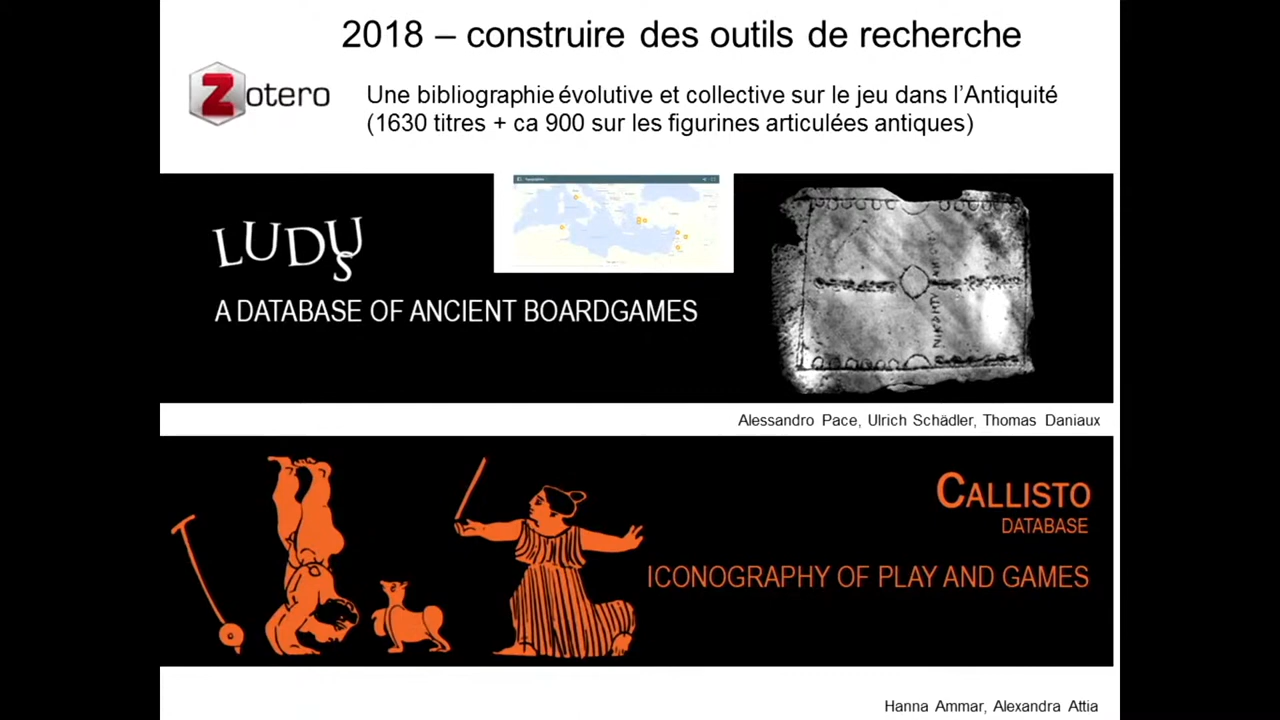 2018 – construire des outils de recherche
Zotero
Une bibliographie évolutive et collective sur le jeu dans l'Antiquité
(1630 titres + ca 900 sur les figurines articulées antiques)
LUDUS
A DATABASE OF ANCIENT BOARDGAMES
Alessandro Pace, Ulrich Schädler, Thomas Daniaux
CALLISTO
DATABASE
ICONOGRAPHY OF PLAY AND GAMES
Hanna Ammar, Alexandra Attia